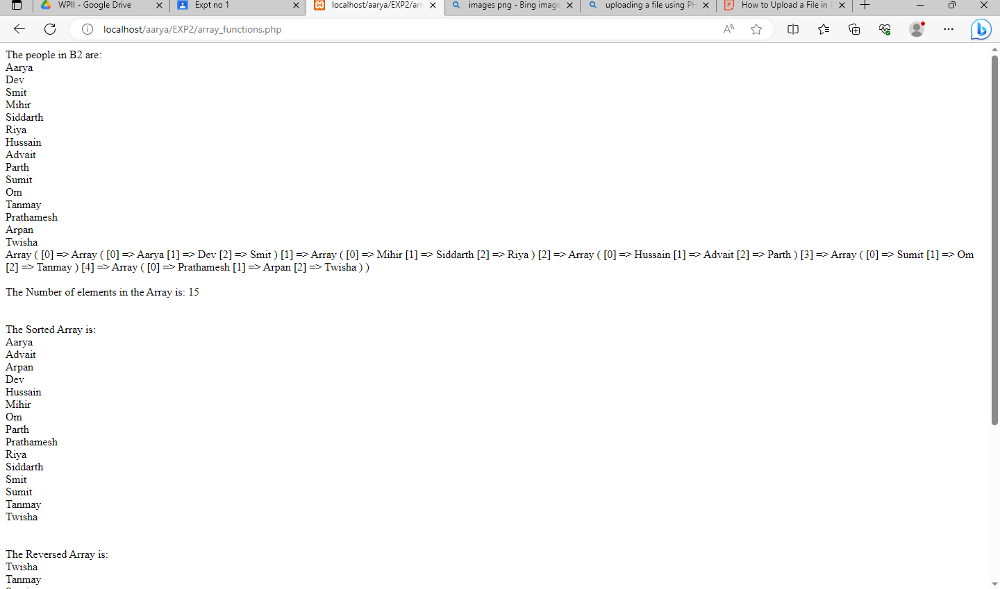 WPII - Google Drive
Expt no 1
localhost/aarya/EXP2/arr
images png - Bing image
uploading a file using PH
How to Upload a File in
localhost/aarya/EXP2/array_functions.php
The people in B2 are:
Aarya
Dev
Smit
Mihir
Siddarth
Riya
Hussain
Advait
Parth
Sumit
Om
Tanmay
Prathamesh
Arpan
Twisha
Array ( [0] => Array ( [0] => Aarya [1] => Dev [2] => Smit ) [1] => Array ( [0] => Mihir [1] => Siddarth [2] => Riya ) [2] => Array ( [0] => Hussain [1] => Advait [2] => Parth ) [3] => Array ( [0] => Sumit [1] => Om
[2] => Tanmay ) [4] => Array ( [0] => Prathamesh [1] => Arpan [2] => Twisha ) )
The Number of elements in the Array is: 15
The Sorted Array is:
Aarya
Advait
Arpan
Dev
Hussain
Mihir
Om
Parth
Prathamesh
Riya
Siddarth
Smit
Sumit
Tanmay
Twisha
The Reversed Array is:
Twisha
Tanmay